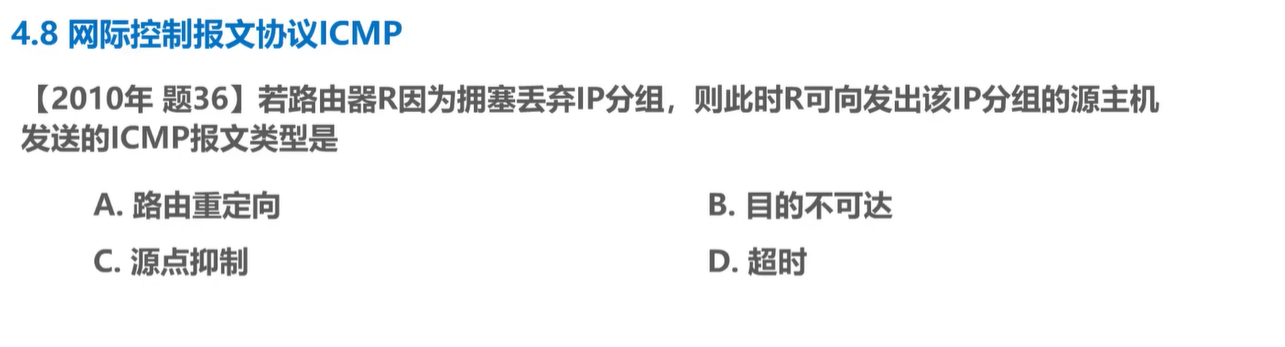 4.8 网际控制报文协议ICMP
【2010年 题36】若路由器R因为拥塞丢弃IP分组，则此时R可向发出该IP分组的源主机
发送的ICMP报文类型是
A. 路由重定向
B. 目的不可达
C. 源点抑制
D. 超时